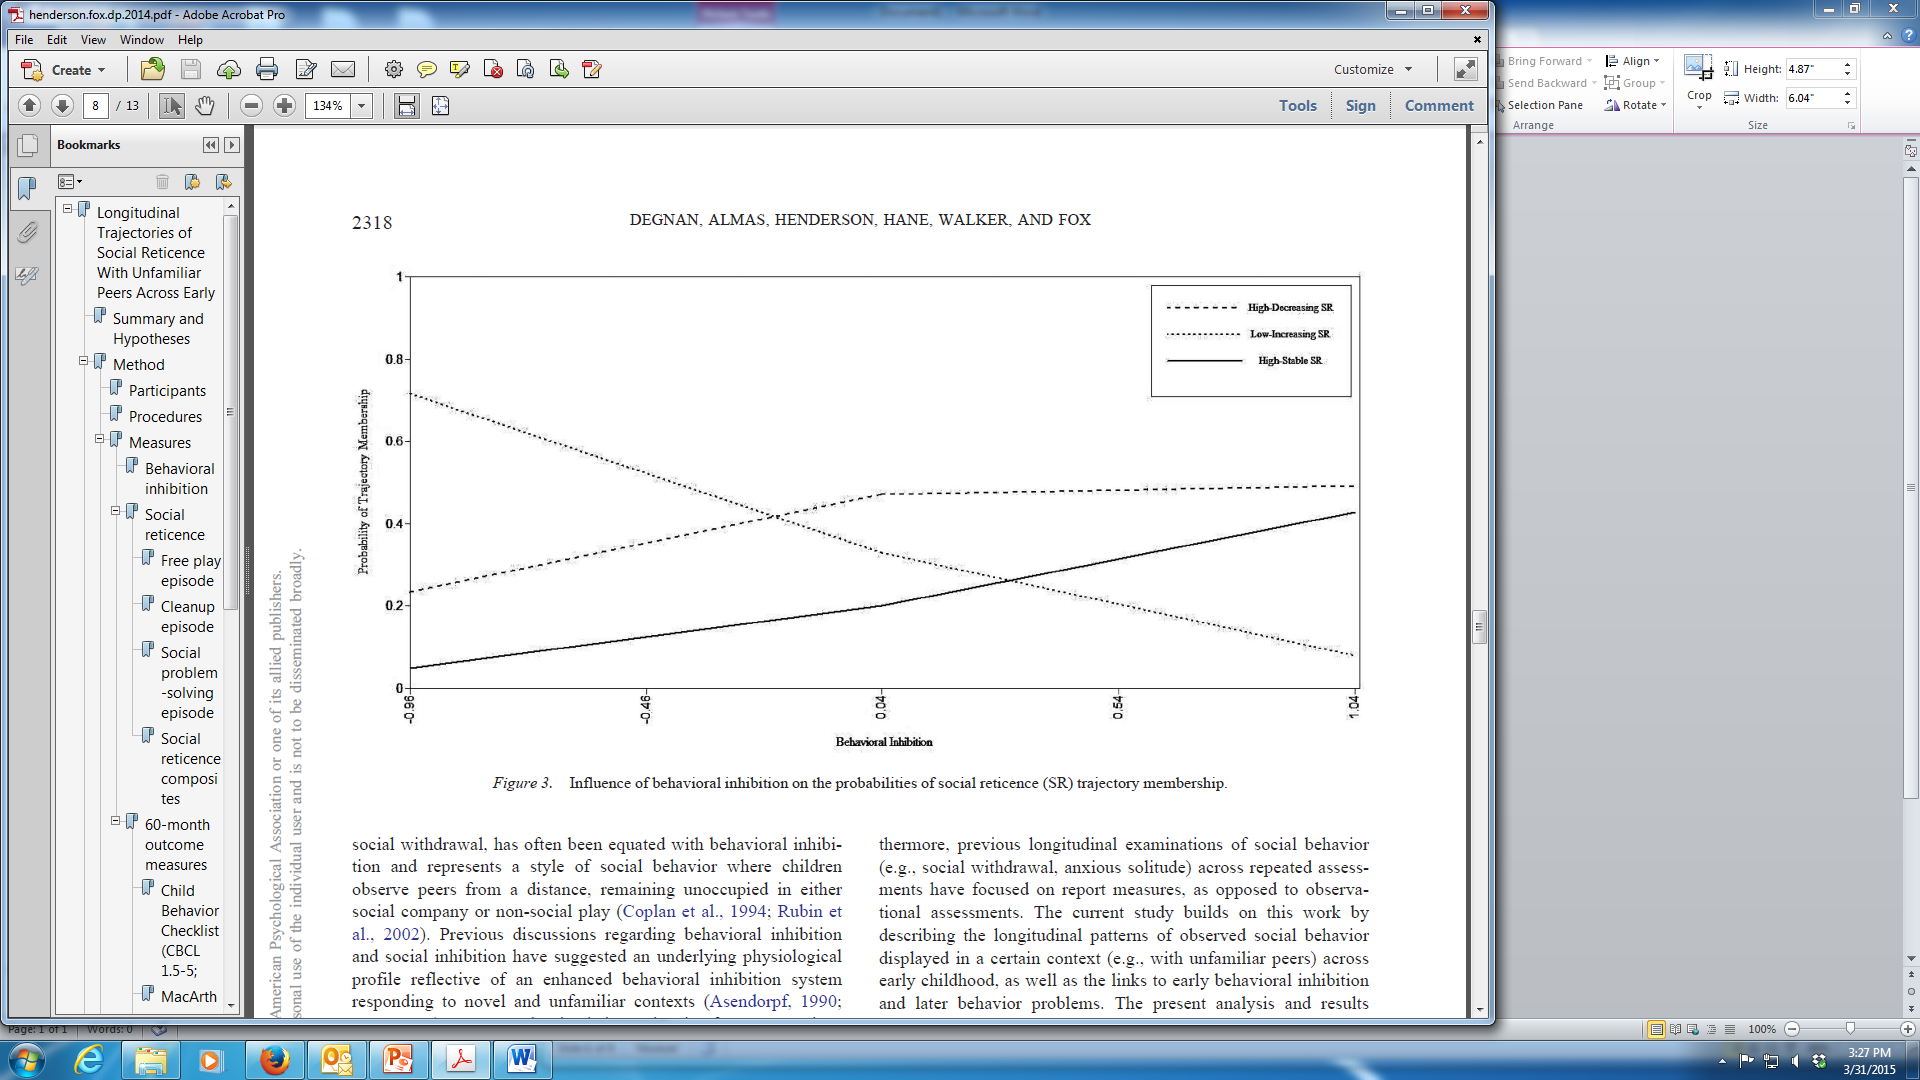 henderson.fox.dp.2014.pdf - Adobe Acrobat Pro
File Edit View Window Help
Create
Customize
8 / 13
134%
Tools Sign Comment
Bring Forward
Send Backward
Selection Pane
Align
Group
Rotate
Arrange
Crop
Height: 4.87"
Width: 6.04"
Size
Bookmarks
Longitudinal
Trajectories of
Social Reticence
With Unfamiliar
Peers Across Early
Summary and
Hypotheses
Method
Participants
Procedures
Measures
Behavioral
inhibition
Social
reticence
Free play
episode
Cleanup
episode
Social
problem
-solving
episode
Social
reticence
composi
tes
60-month
outcome
measures
Child
Behavior
Checklist
(CBCL
1.5-5;
MacArth
American Psychological Association or one of its allied publishers.
sonal use of the individual user and is not to be disseminated broadly.
2318
DEGNAN, ALMAS, HENDERSON, HANE, WALKER, AND FOX
1
0.8
0.6
0.4
0.2
0
Probability of Trajectory Membership
High-Decreasing SR
Low-Increasing SR
High-Stable SR
-0.96
-0.46
0.04
0.54
1.04
Behavioral Inhibition
Figure 3. Influence of behavioral inhibition on the probabilities of social reticence (SR) trajectory membership.
social withdrawal, has often been equated with behavioral inhibi-
tion and represents a style of social behavior where children
observe peers from a distance, remaining unoccupied in either
social company or non-social play (Coplan et al., 1994; Rubin et
al., 2002). Previous discussions regarding behavioral inhibition
and social inhibition have suggested an underlying physiological
profile reflective of an enhanced behavioral inhibition system
responding to novel and unfamiliar contexts (Asendorpf, 1990;
thermore, previous longitudinal examinations of social behavior
(e.g., social withdrawal, anxious solitude) across repeated assess-
ments have focused on report measures, as opposed to observa-
tional assessments. The current study builds on this work by
describing the longitudinal patterns of observed social behavior
displayed in a certain context (e.g., with unfamiliar peers) across
early childhood, as well as the links to early behavioral inhibition
and later behavior problems. The present analysis and results
Page: 1 of 1 Words: 0
100%
3:27 PM
3/31/2015